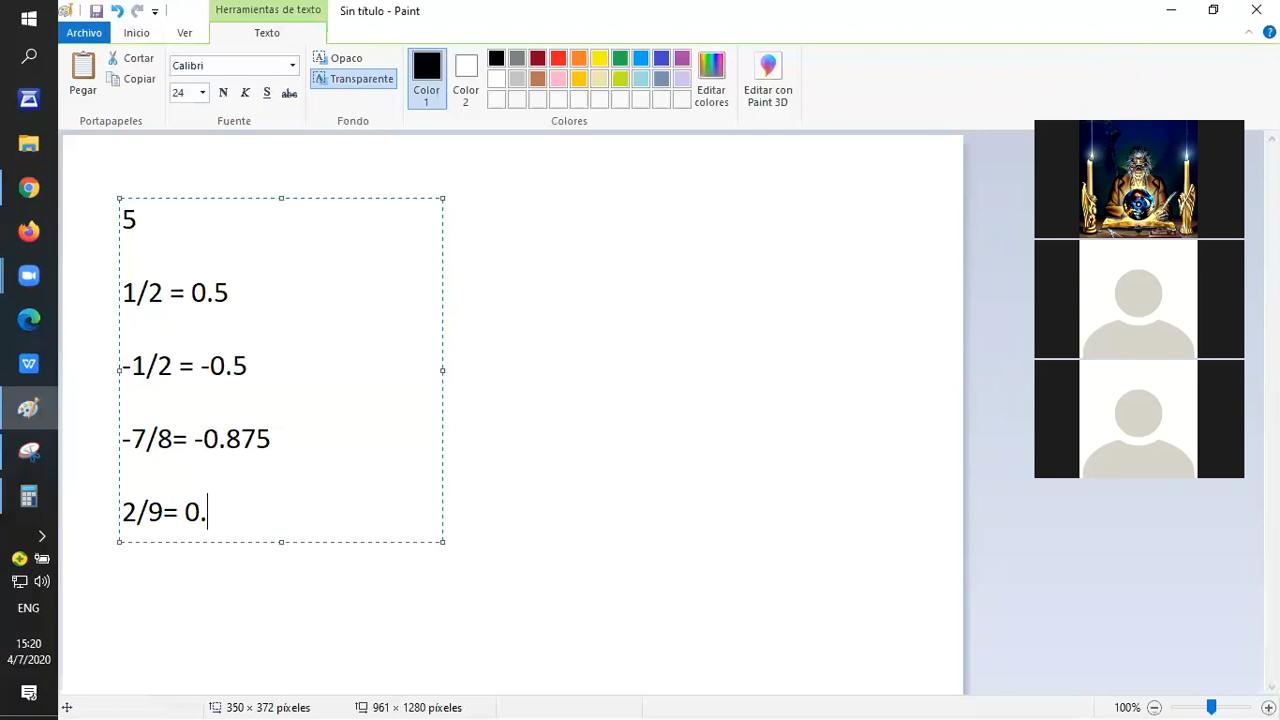 Herramientas de texto
Sin título - Paint
Archivo
Inicio
Ver
Texto
Pegar
Cortar
Copiar
Portapapeles
Calibri
24
N K S abc
Fuente
Opaco
Transparente
Fondo
Color 1
Color 2
Editar colores
Editar con Paint 3D
Colores
5
1/2 = 0.5
-1/2 = -0.5
-7/8= -0.875
2/9= 0.
ENG
15:20
4/7/2020
350 × 372 píxeles
961 × 1280 píxeles
100%